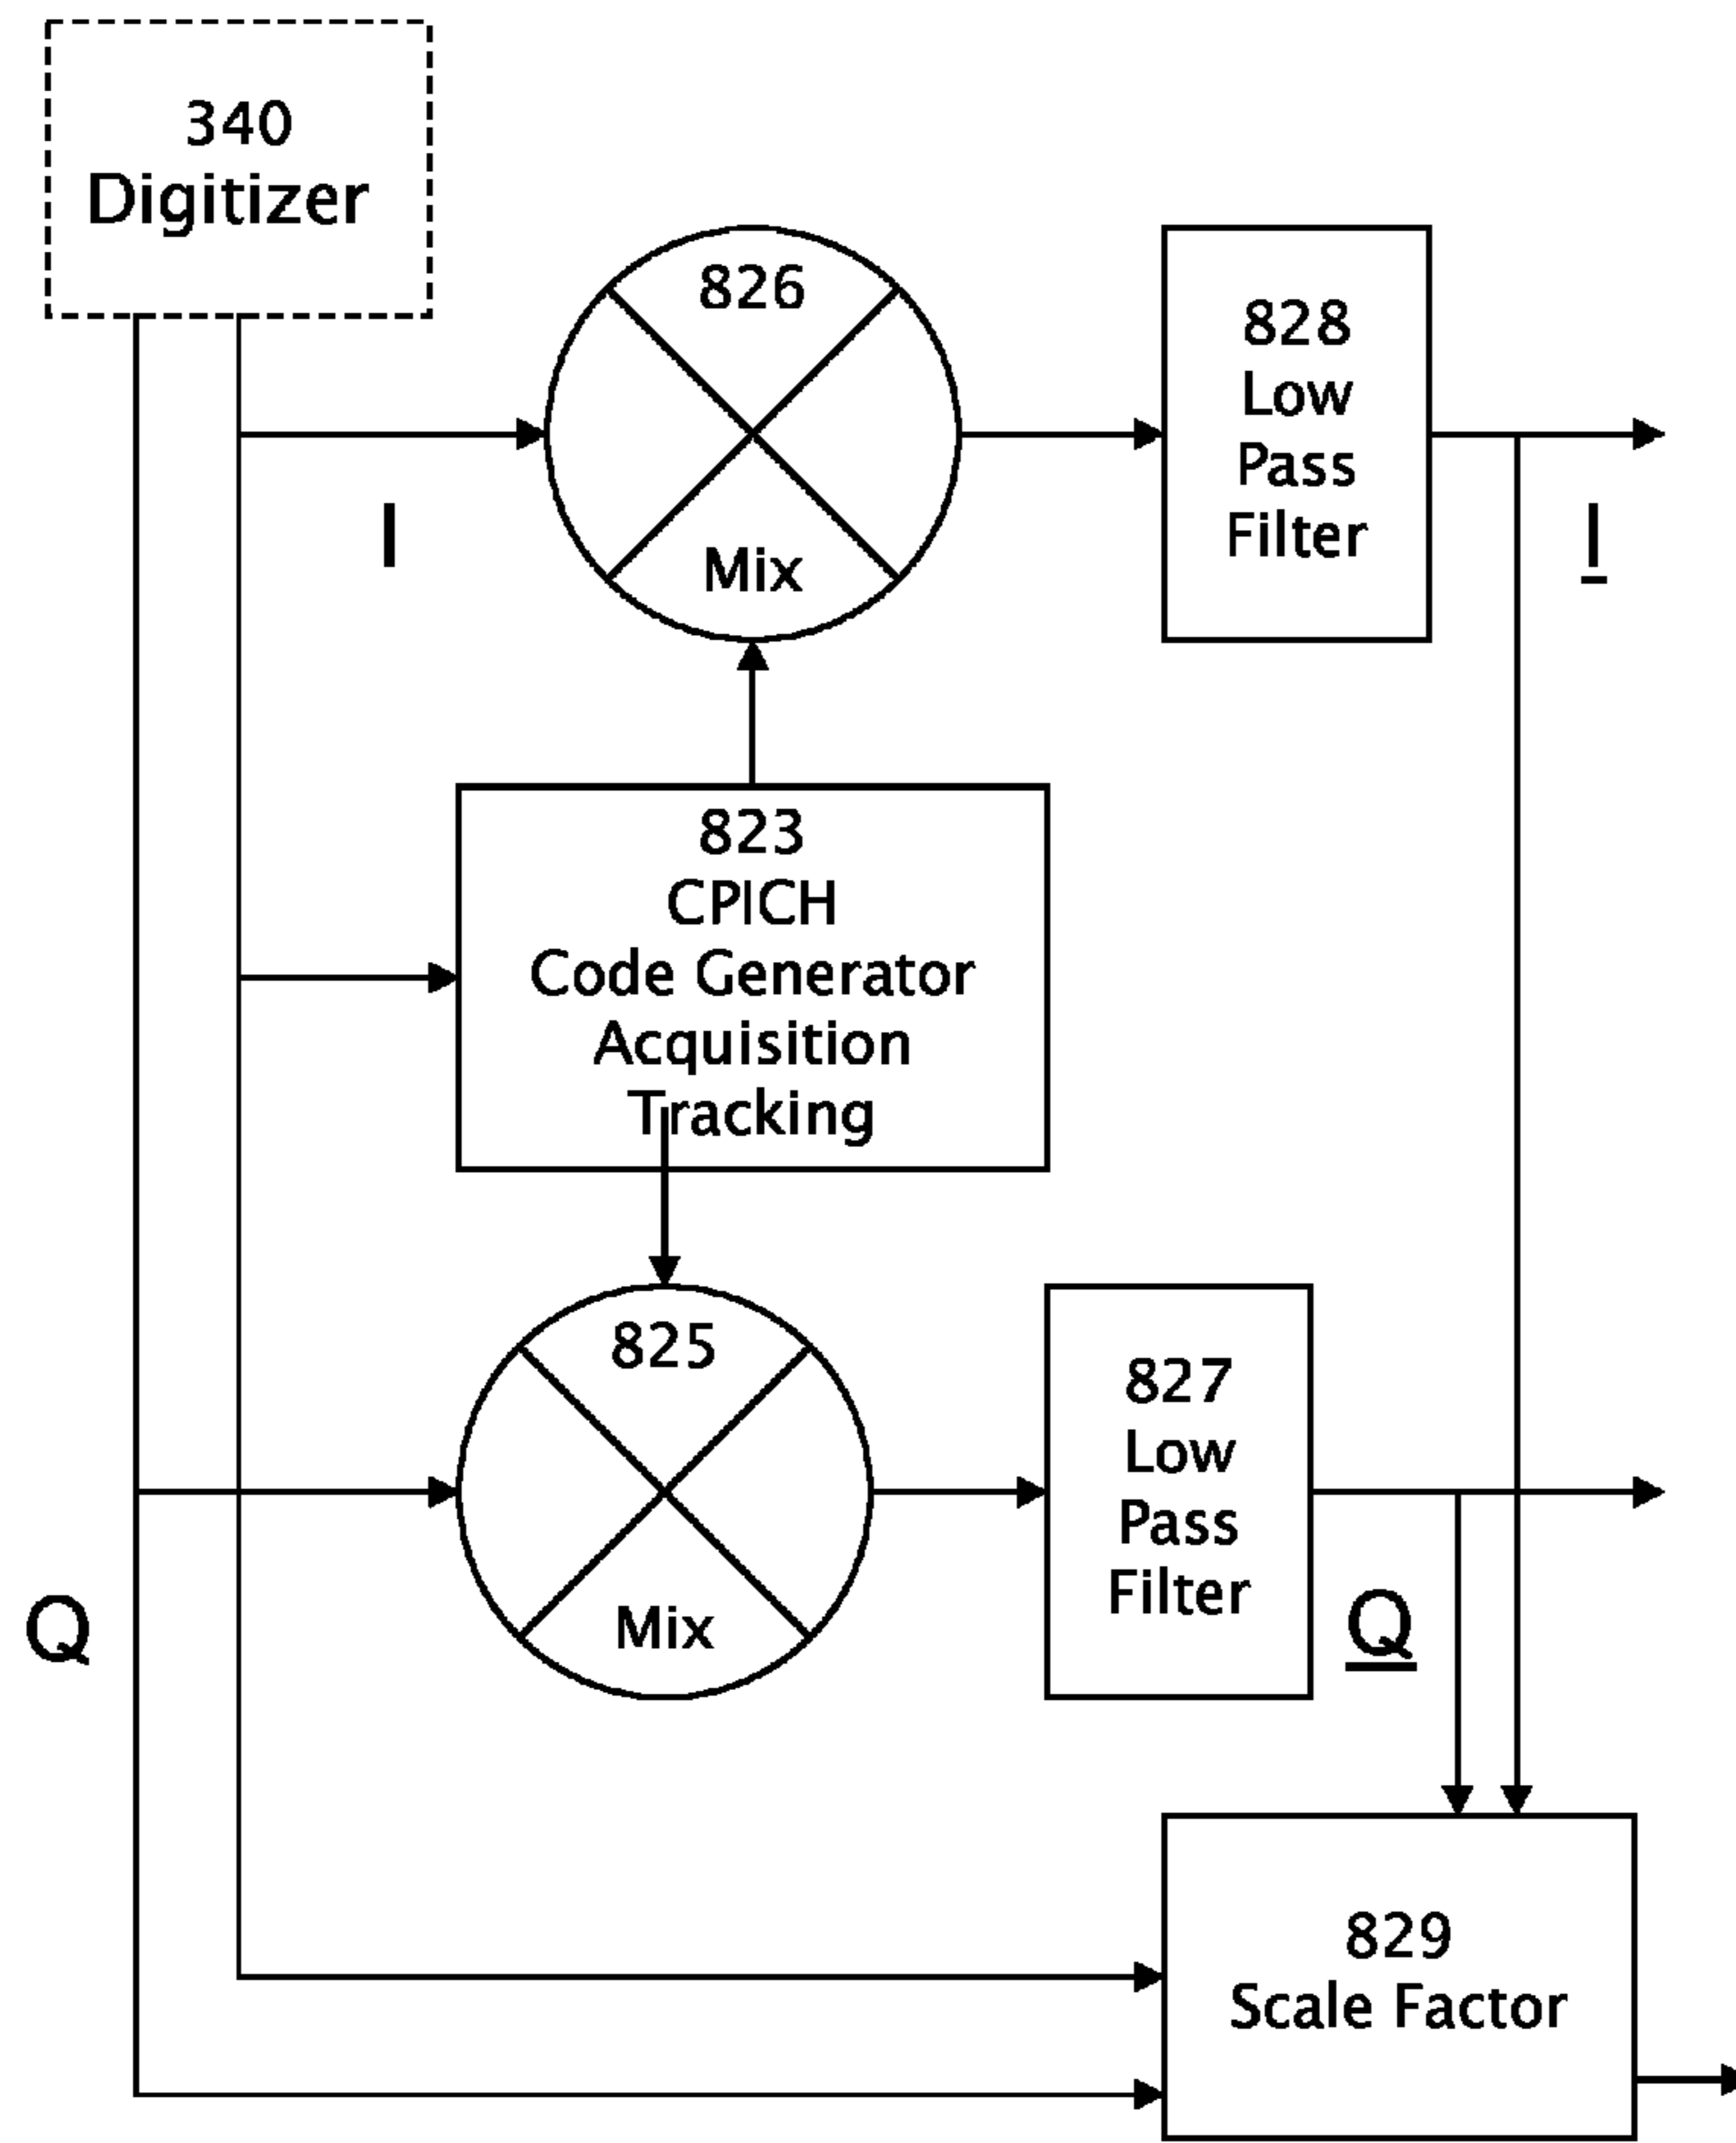 340
Digitizer
826
Mix
828
Low
Pass
Filter
I
I
823
CPICH
Code Generator
Acquisition
Tracking
825
Mix
827
Low
Pass
Filter
Q
Q
829
Scale Factor